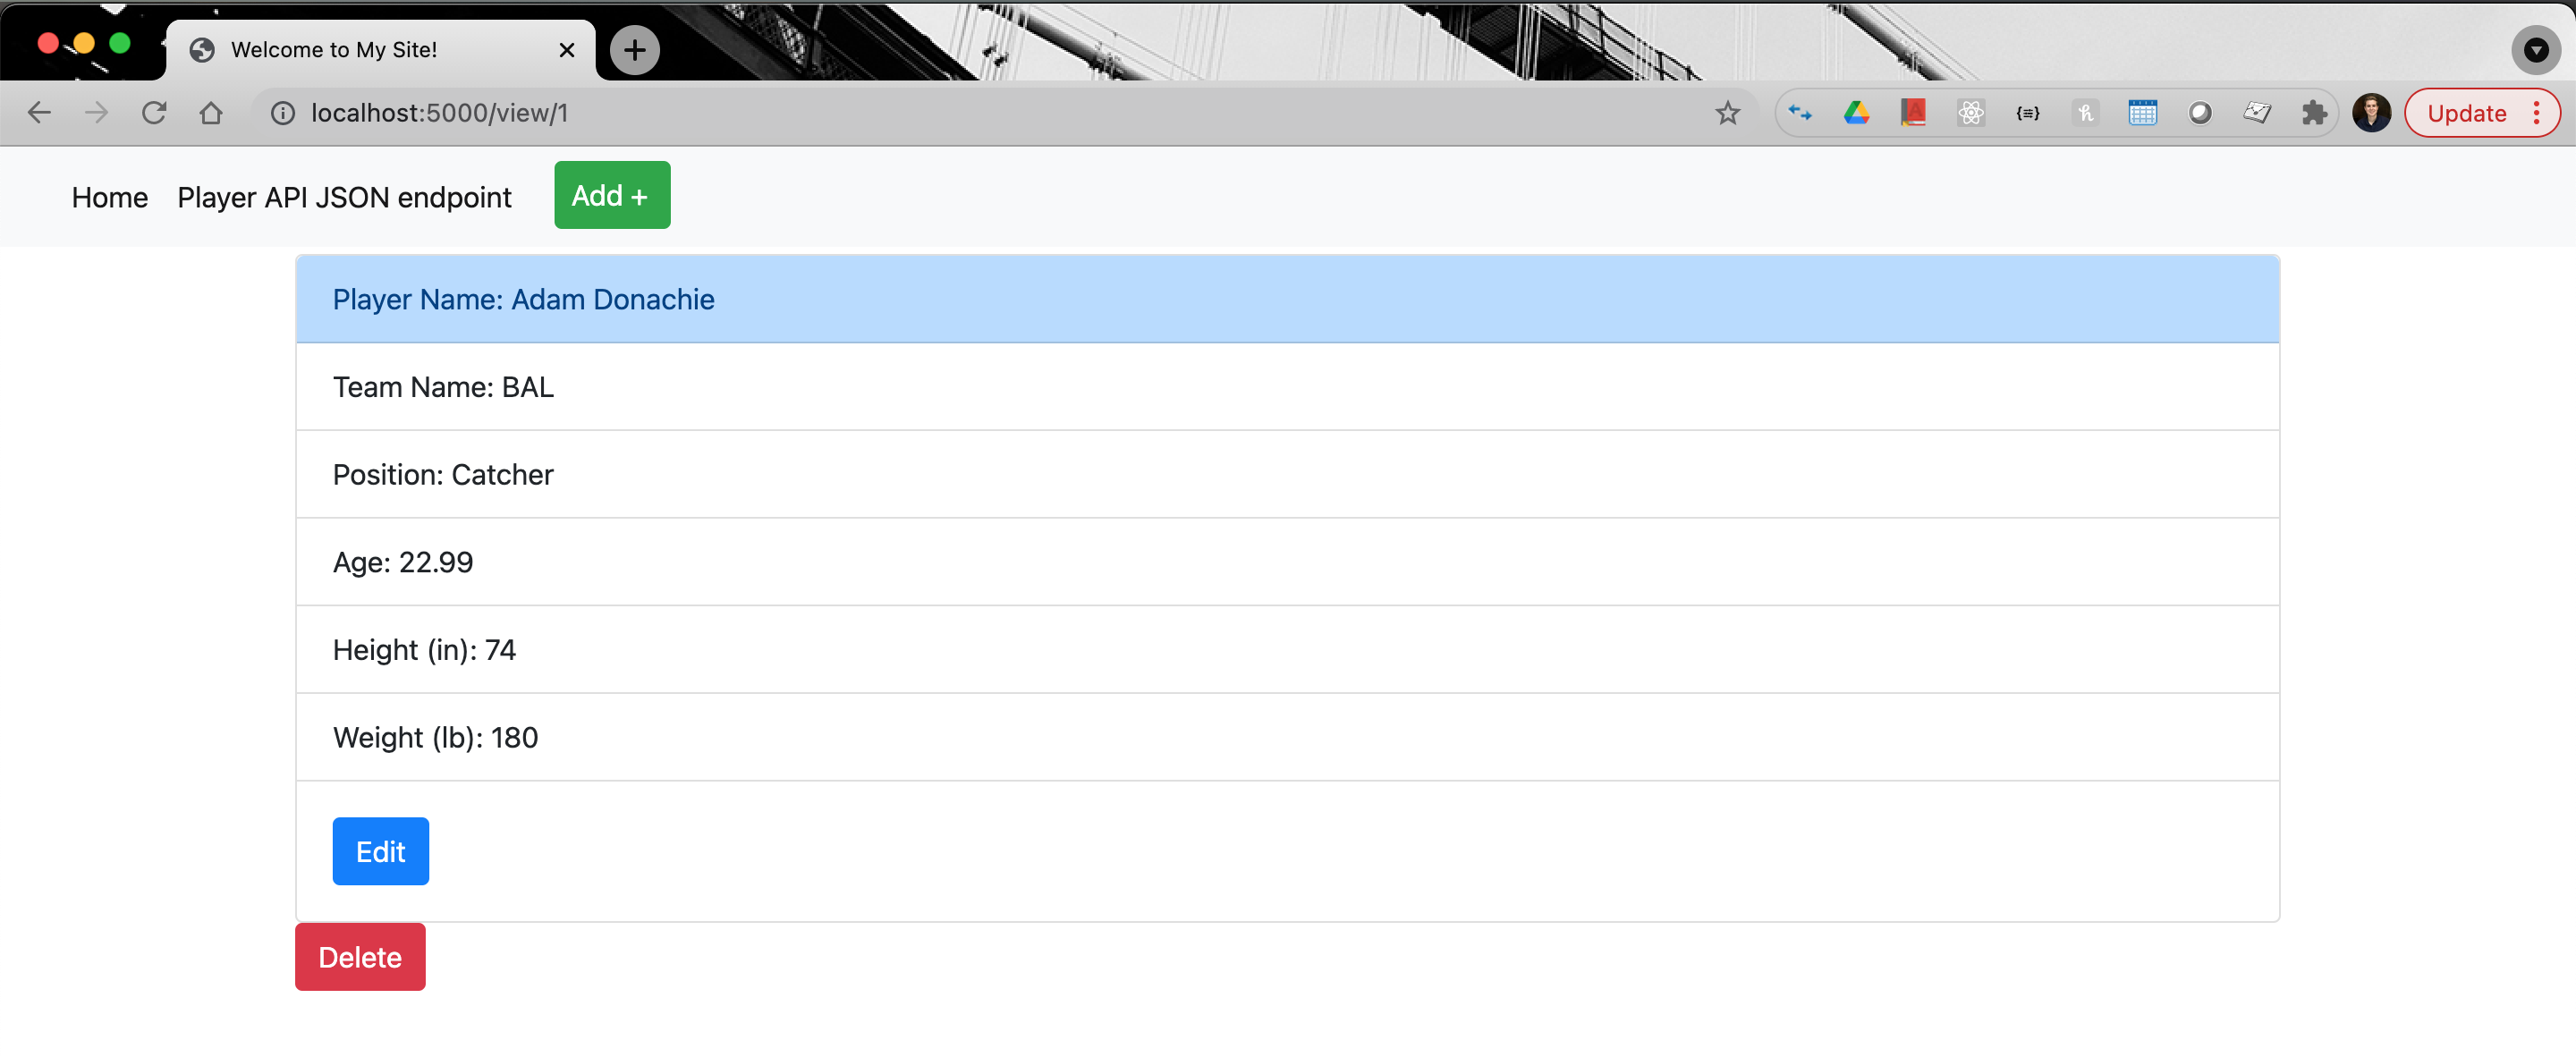 Welcome to My Site!
localhost:5000/view/1
Update
Home Player API JSON endpoint Add +
Player Name: Adam Donachie
Team Name: BAL
Position: Catcher
Age: 22.99
Height (in): 74
Weight (lb): 180
Edit
Delete